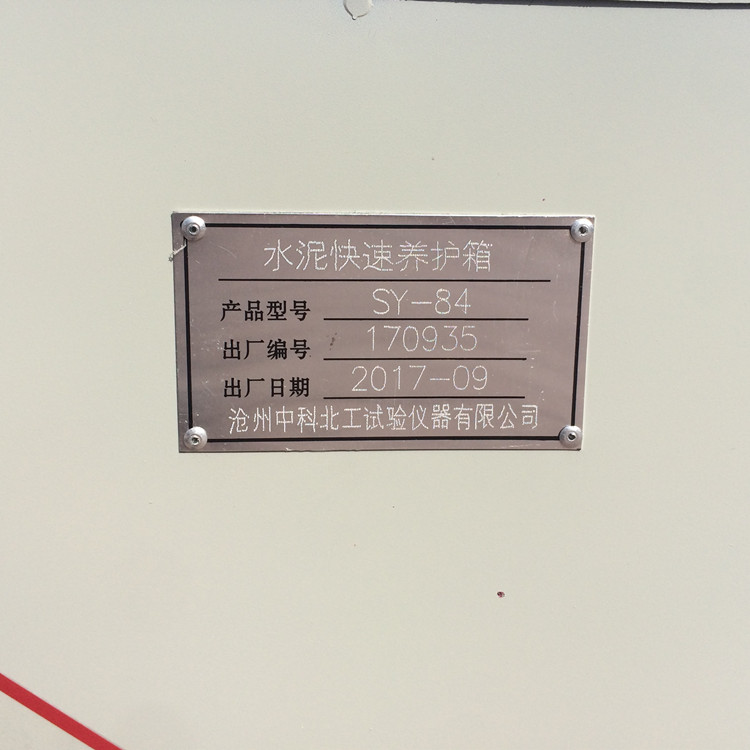 水泥快速养护箱
产品型号 SY-84
出厂编号 170935
出厂日期 2017-09
沧州中科北工试验仪器有限公司